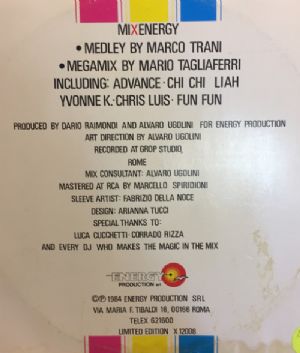 MIXENERGY
• MEDLEY BY MARCO TRANI
• MEGAMIX BY MARIO TAGLIAFERRI
INCLUDING: ADVANCE · CHI CHI LIAH
YVONNE K. · CHRIS LUIS · FUN FUN
PRODUCED BY DARIO RAIMONDI AND ALVARO UGOLINI FOR ENERGY PRODUCTION
ART DIRECTION BY ALVARO UGOLINI
RECORDED AT GROP STUDIO,
ROME
MIX CONSULTANT: ALVARO UGOLINI
MASTERED AT RCA BY MARCELLO SPIRIDIONI
SLEEVE ARTIST: FABRIZIO DELLA NOCE
DESIGN: ARIANNA TUCCI
SPECIAL THANKS TO:
LUCA CUCCHETTI · CORRADO RIZZA
AND EVERY DJ WHO MAKES THE MAGIC IN THE MIX
ENERGY
PRODUCTION srl
©℗ 1984 ENERGY PRODUCTION SRL
VIA MARIA F. TIBALDI 16, 00166 ROMA
TELEX 621600
LIMITED EDITION X 12008